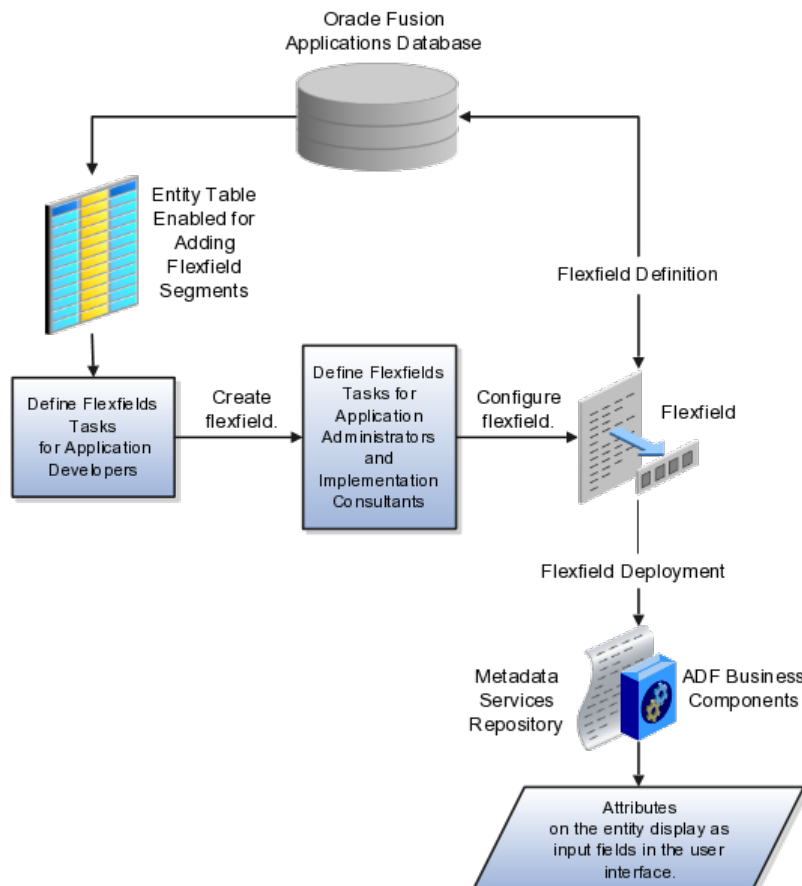 Oracle Fusion
Applications Database
Entity Table
Enabled for
Adding
Flexfield
Segments
Flexfield Definition
Define Flexfields
Tasks
for Application
Developers
Create
flexfield.
Define Flexfields
Tasks for
Application
Administrators
and
Implementation
Consultants
Configure
flexfield.
Flexfield
Flexfield Deployment
Metadata
Services
Repository
ADF Business
Components
Attributes
on the entity display as
input fields in the user
interface.